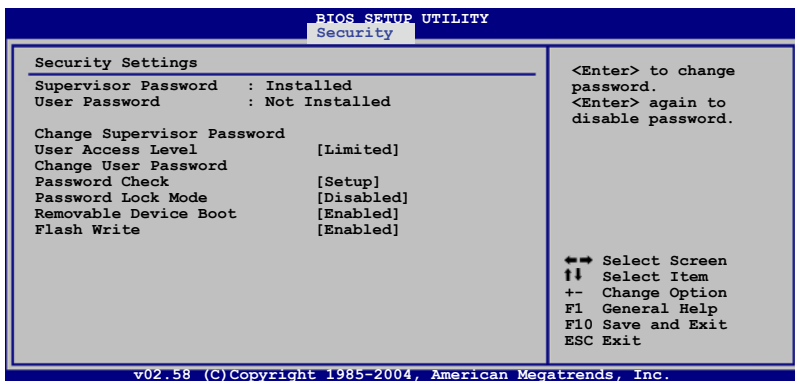 BIOS SETUP UTILITY
Security
Security Settings
Supervisor Password : Installed
User Password : Not Installed
Change Supervisor Password
User Access Level [Limited]
Change User Password
Password Check [Setup]
Password Lock Mode [Disabled]
Removable Device Boot [Enabled]
Flash Write [Enabled]
<Enter> to change
password.
<Enter> again to
disable password.
←→ Select Screen
↑↓ Select Item
+- Change Option
F1 General Help
F10 Save and Exit
ESC Exit
v02.58 (C)Copyright 1985-2004, American Megatrends, Inc.